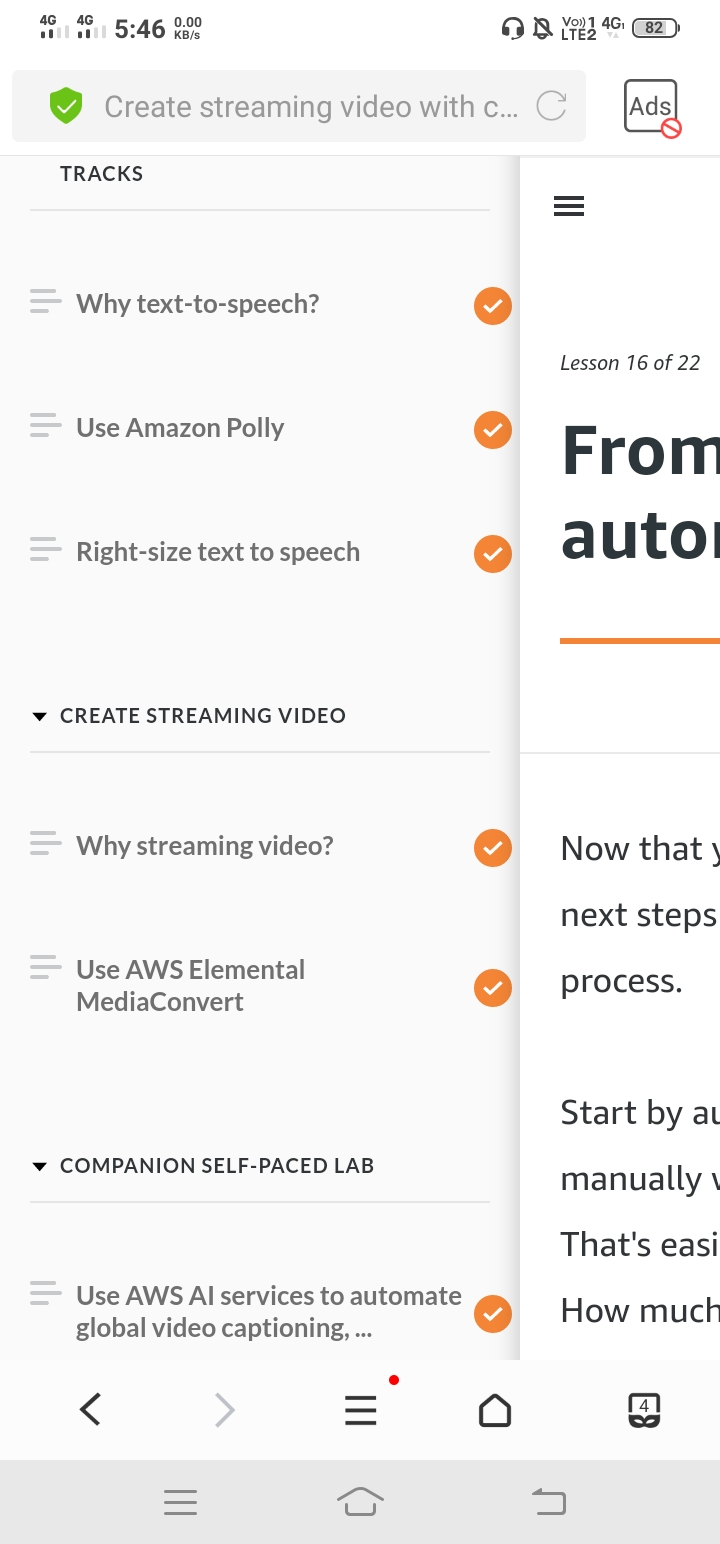 4G 4G 5:46 0.00 KB/s Vo))1 LTE2 4G 82
Create streaming video with c... Ads
TRACKS
Why text-to-speech?
Use Amazon Polly
Right-size text to speech
CREATE STREAMING VIDEO
Why streaming video?
Use AWS Elemental
MediaConvert
COMPANION SELF-PACED LAB
Use AWS AI services to automate
global video captioning, ...
Lesson 16 of 22
From
auto
Now that y
next steps
process.
Start by au
manually w
That's easi
How much
4